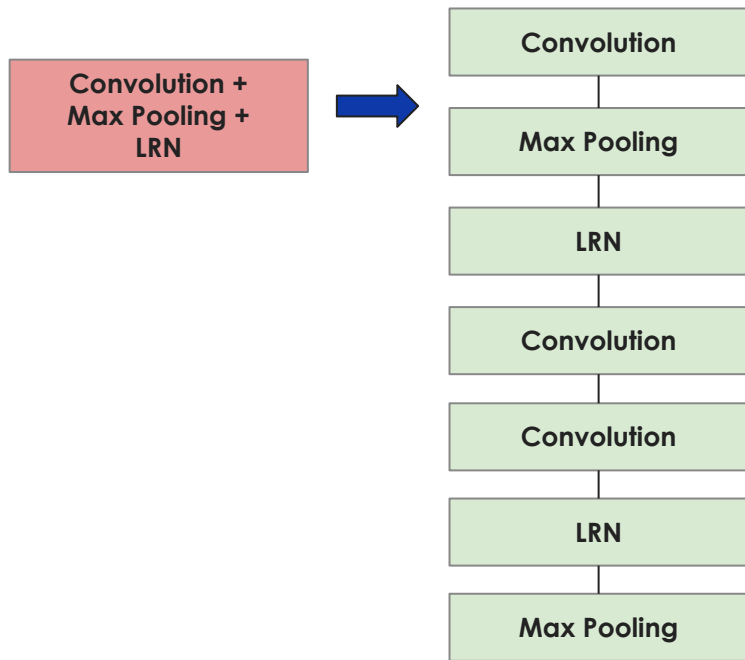 Convolution +
Max Pooling +
LRN
Convolution
Max Pooling
LRN
Convolution
Convolution
LRN
Max Pooling